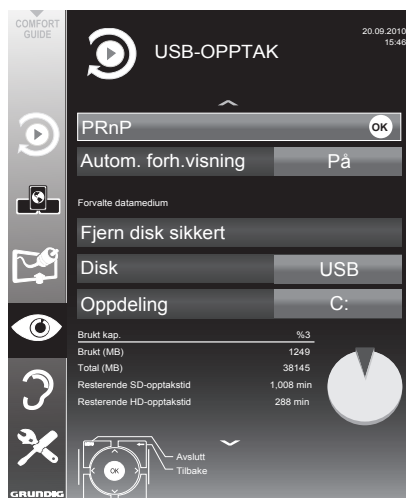 COMFORT
GUIDE
USB-OPPTAK
20.09.2010
15:46
PRnP OK
Autom. forh.visning På
Forvalte datamedium
Fjern disk sikkert
Disk USB
Oppdeling C:
Brukt kap. %3
Brukt (MB) 1249
Total (MB) 38145
Resterende SD-opptakstid 1,008 min
Resterende HD-opptakstid 288 min
Avslutt
Tilbake
OK
GRUNDIG